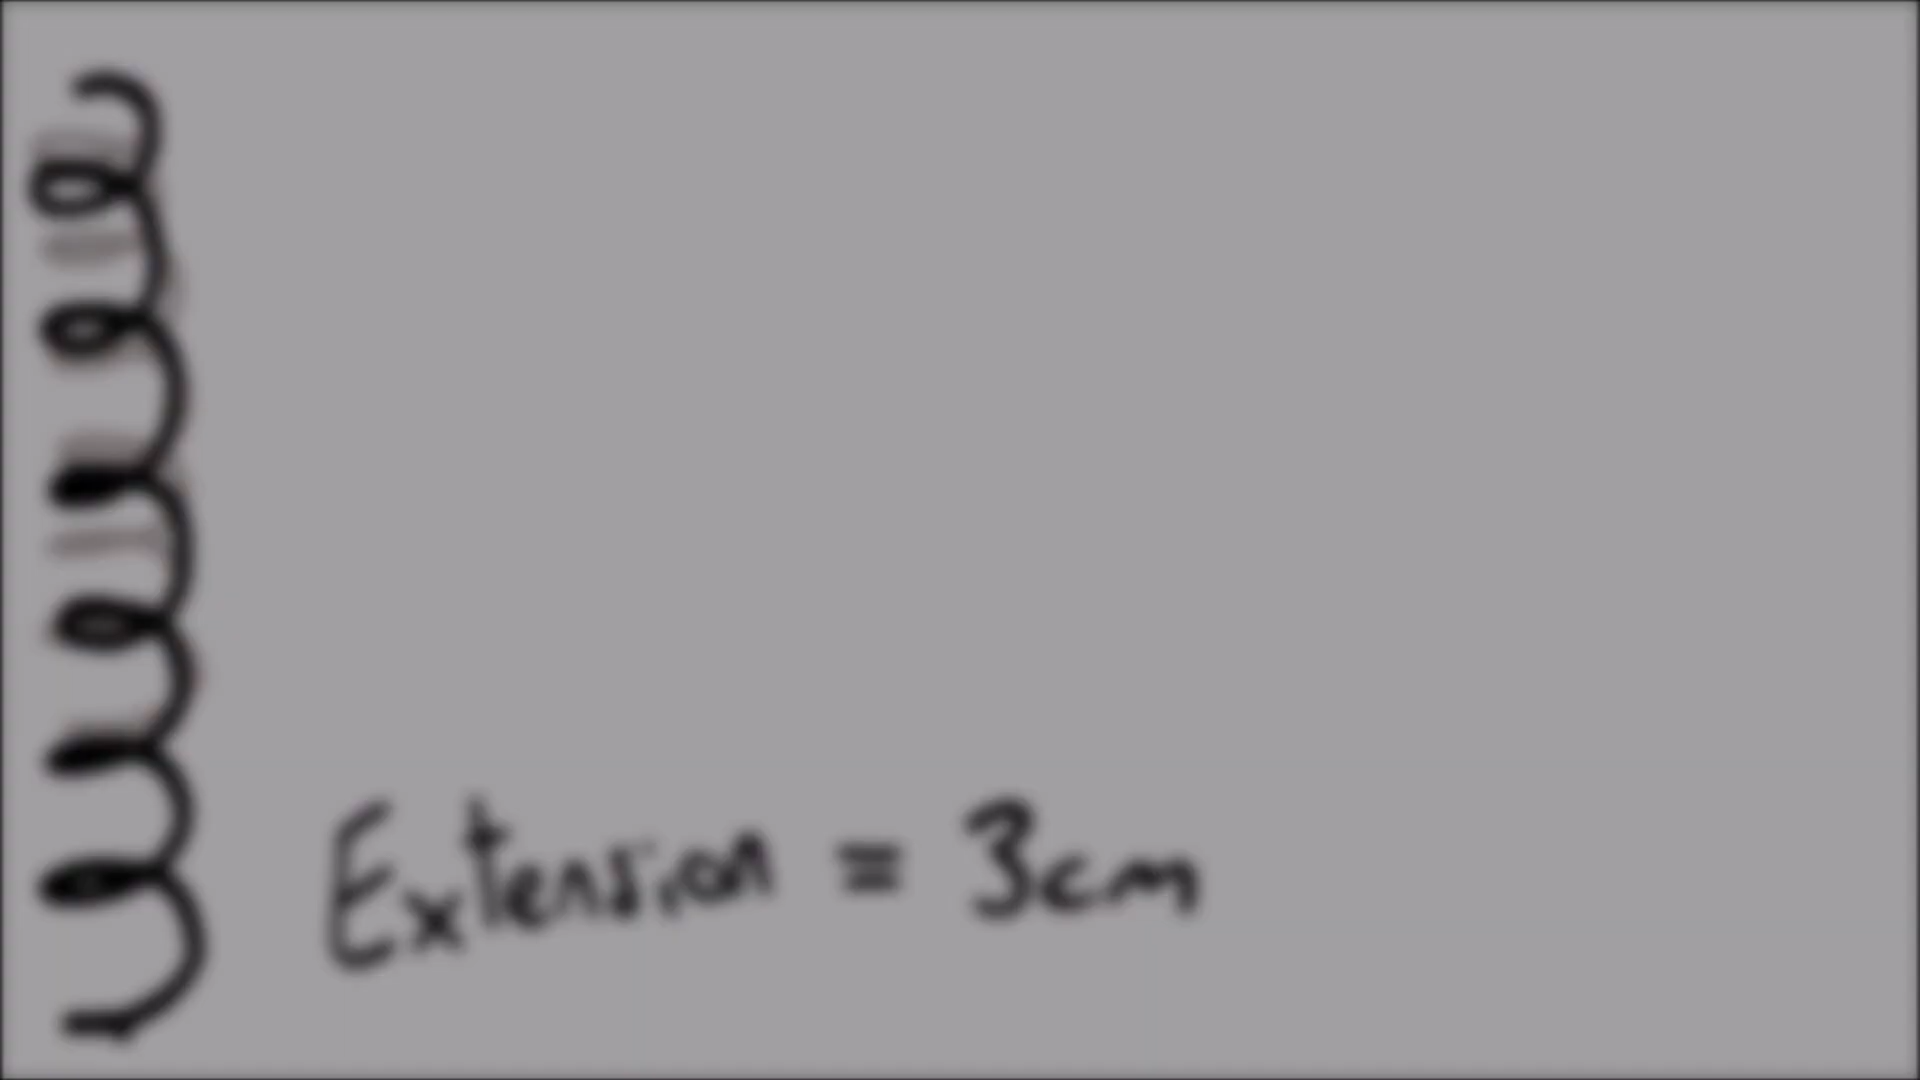 Extension = 3cm